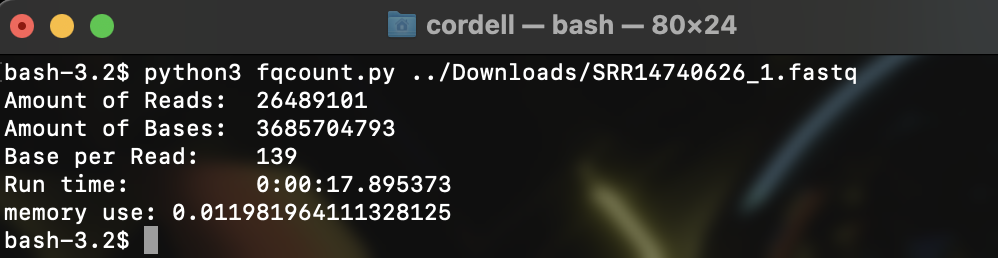 cordell — bash — 80×24
bash-3.2$ python3 fqcount.py ../Downloads/SRR14740626_1.fastq
Amount of Reads:  26489101
Amount of Bases:  3685704793
Base per Read:    139
Run time:         0:00:17.895373
memory use: 0.011981964111328125
bash-3.2$